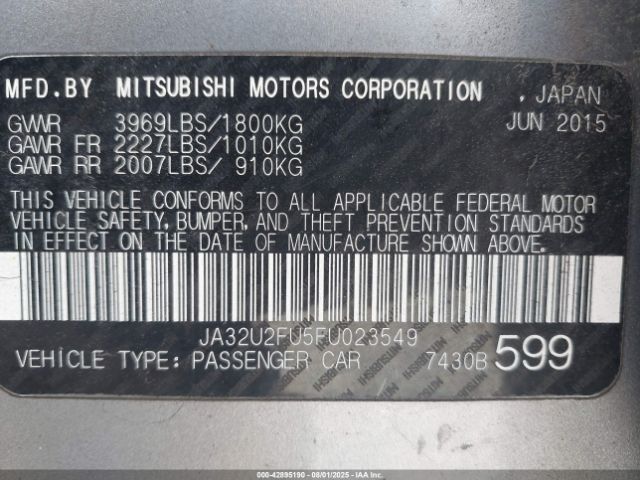 MFD.BY MITSUBISHI MOTORS CORPORATION , JAPAN
GVWR 3969LBS/1800KG JUN 2015
GAWR FR 2227LBS/1010KG
GAWR RR 2007LBS/ 910KG
THIS VEHICLE CONFORMS TO ALL APPLICABLE FEDERAL MOTOR
VEHICLE SAFETY, BUMPER, AND THEFT PREVENTION STANDARDS
IN EFFECT ON THE DATE OF MANUFACTURE SHOWN ABOVE.
JA32U2FU5FU023549
VEHICLE TYPE: PASSENGER CAR 7430B 599
000-42895190 - 08/01/2025 - IAAI.COM